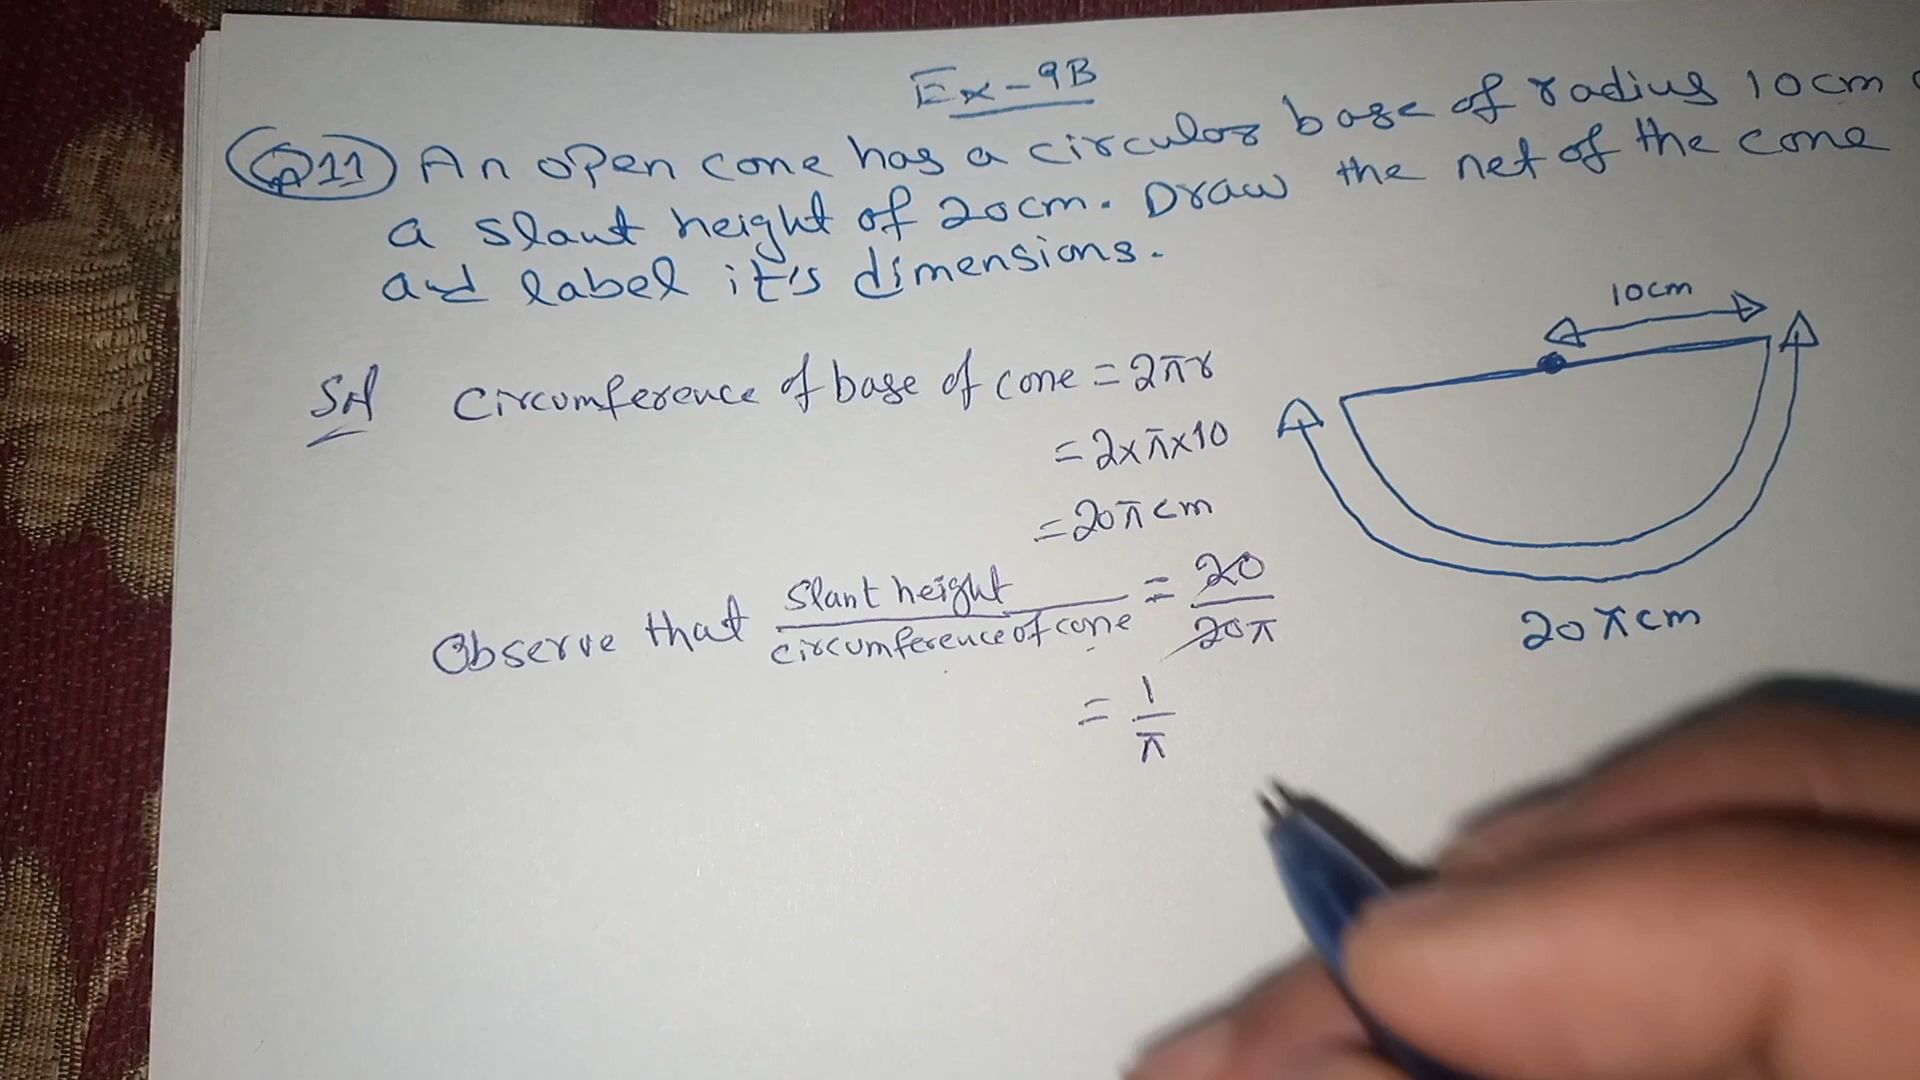 Ex-9B
Q11 An open cone has a circular base of radius 10cm
a slant height of 20cm. Draw the net of the cone
and label it's dimensions.
10cm
Sol Circumference of base of cone = 2πr
= 2×π×10
= 20π cm
Observe that Slant height / circumference of cone = 20 / 20π
20πcm
= 1 / π